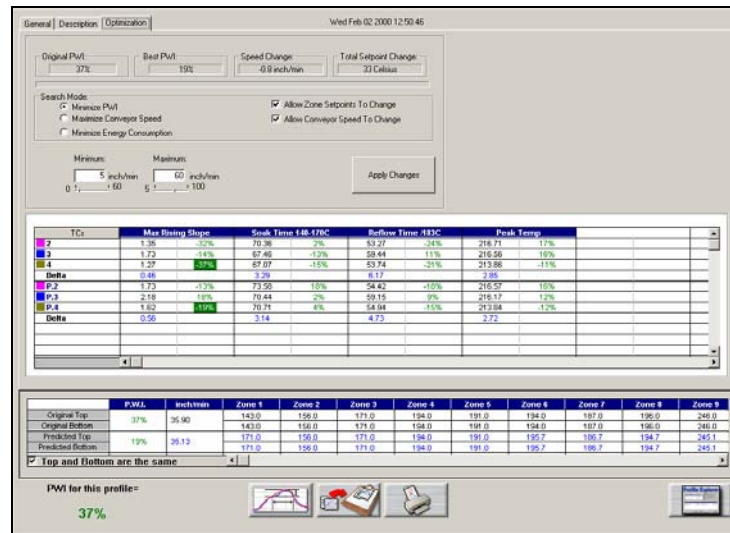 General Description Optimization Wed Feb 02 2000 12:50:46
Original PWI: Best PWI: Speed Change: Total Setpoint Change:
37% 19% -0.8 inch/min 33 Celsius
Search Mode:
Minimize PWI Allow Zone Setpoints To Change
Maximize Conveyor Speed Allow Conveyor Speed To Change
Minimize Energy Consumption
Minimum: Maximum:
5 inch/min 60 inch/min Apply Changes
0 60 5 100
TCs Max Rising Slope Soak Time 140-170C Reflow Time /183C Peak Temp
2 1.35 -32% 70.36 2% 53.27 -24% 216.71 17%
3 1.73 -14% 67.46 -13% 59.44 11% 216.56 16%
4 1.27 -37% 67.07 -15% 53.74 -21% 213.86 -11%
Delta 0.46 3.29 6.17 2.85
P.2 1.73 -13% 73.58 18% 54.42 -18% 216.57 16%
P.3 2.18 18% 70.44 2% 59.15 9% 216.17 12%
P.4 1.62 -19% 70.71 4% 54.94 -15% 213.84 -12%
Delta 0.56 3.14 4.73 2.72
P.W.I. inch/min Zone 1 Zone 2 Zone 3 Zone 4 Zone 5 Zone 6 Zone 7 Zone 8 Zone 9
Original Top 37% 35.90 143.0 156.0 171.0 194.0 191.0 194.0 187.0 196.0 246.0
Original Bottom 143.0 156.0 171.0 194.0 191.0 194.0 187.0 196.0 246.0
Predicted Top 19% 35.13 171.0 156.0 171.0 194.0 191.0 195.7 186.7 194.7 245.1
Predicted Bottom 171.0 156.0 171.0 194.0 191.0 195.7 186.7 194.7 245.1
Top and Bottom are the same
PWI for this profile=
37%
Profile Explorer